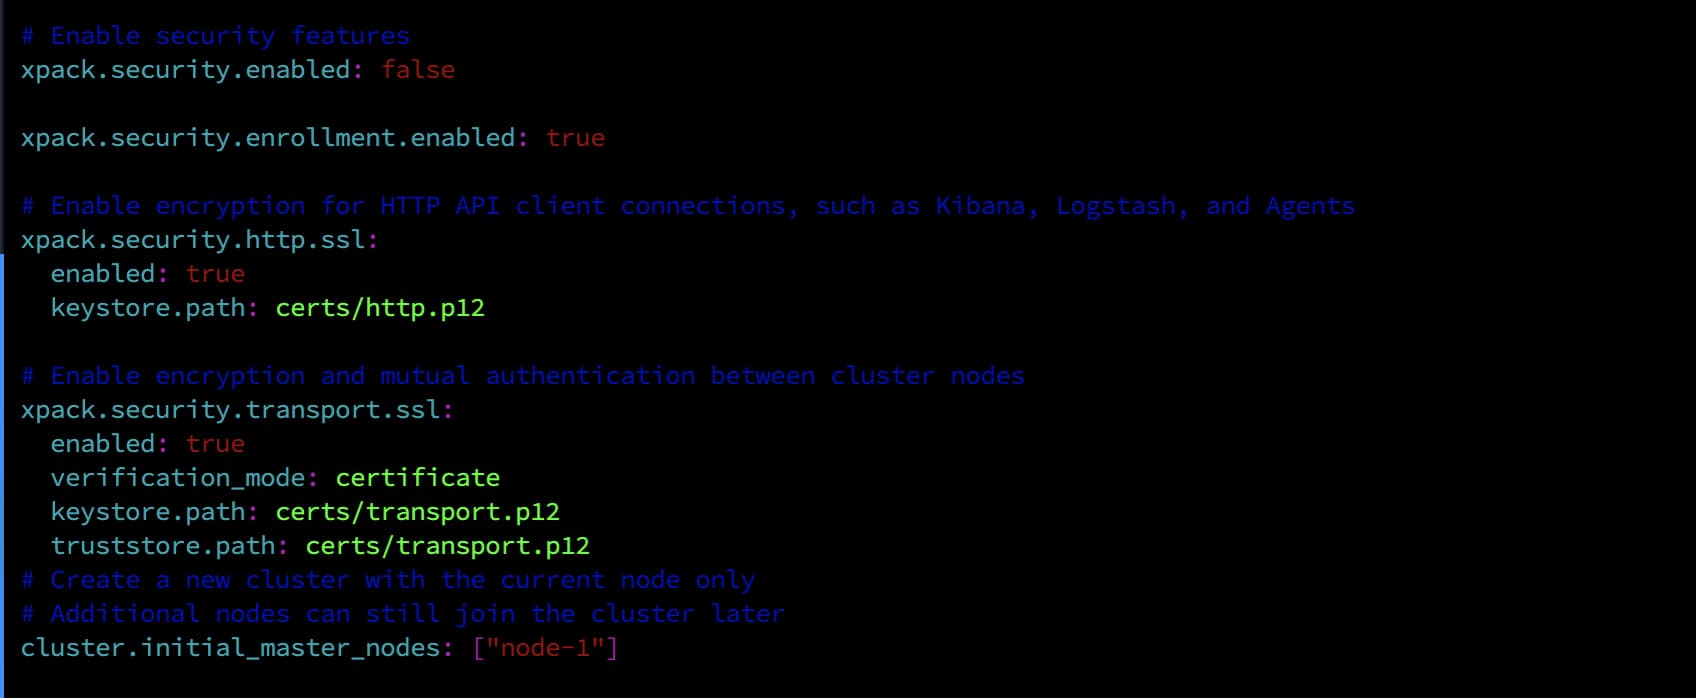 # Enable security features
xpack.security.enabled: false
xpack.security.enrollment.enabled: true
# Enable encryption for HTTP API client connections, such as Kibana, Logstash, and Agents
xpack.security.http.ssl:
  enabled: true
  keystore.path: certs/http.p12
# Enable encryption and mutual authentication between cluster nodes
xpack.security.transport.ssl:
  enabled: true
  verification_mode: certificate
  keystore.path: certs/transport.p12
  truststore.path: certs/transport.p12
# Create a new cluster with the current node only
# Additional nodes can still join the cluster later
cluster.initial_master_nodes: ["node-1"]